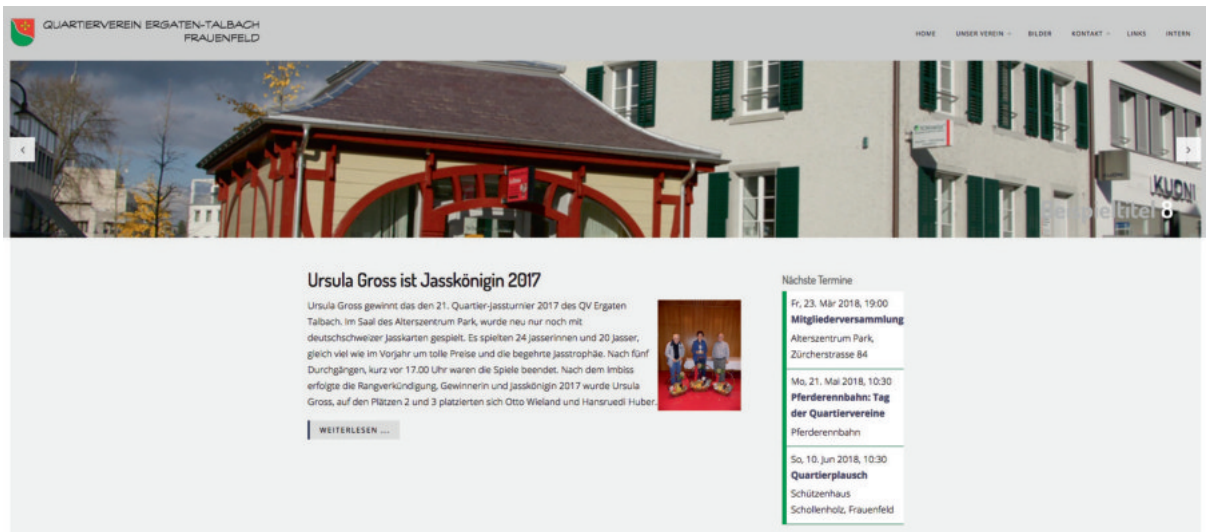 QUARTIERVEREIN ERGATEN-TALBACH
FRAUENFELD
HOME UNSER VEREIN BILDER KONTAKT LINKS INTERN
KUONI
Beispieltitel 8
Ursula Gross ist Jasskönigin 2017
Ursula Gross gewinnt das den 21. Quartier-Jassturnier 2017 des QV Ergaten
Talbach. Im Saal des Alterszentrum Park, wurde neu nur noch mit
deutschschweizer Jasskarten gespielt. Es spielten 24 Jasserinnen und 20 Jasser,
gleich viel wie im Vorjahr um tolle Preise und die begehrte Jasstrophäe. Nach fünf
Durchgängen, kurz vor 17.00 Uhr waren die Spiele beendet. Nach dem Imbiss
erfolgte die Rangverkündigung, Gewinnerin und Jasskönigin 2017 wurde Ursula
Gross, auf den Plätzen 2 und 3 platzierten sich Otto Wieland und Hansruedi Huber.
WEITERLESEN ...
Nächste Termine
Fr, 23. Mär 2018, 19:00
Mitgliederversammlung
Alterszentrum Park,
Zürcherstrasse 84
Mo, 21. Mai 2018, 10:30
Pferderennbahn: Tag
der Quartiervereine
Pferderennbahn
So, 10. Jun 2018, 10:30
Quartierplausch
Schützenhaus
Schollenholz, Frauenfeld